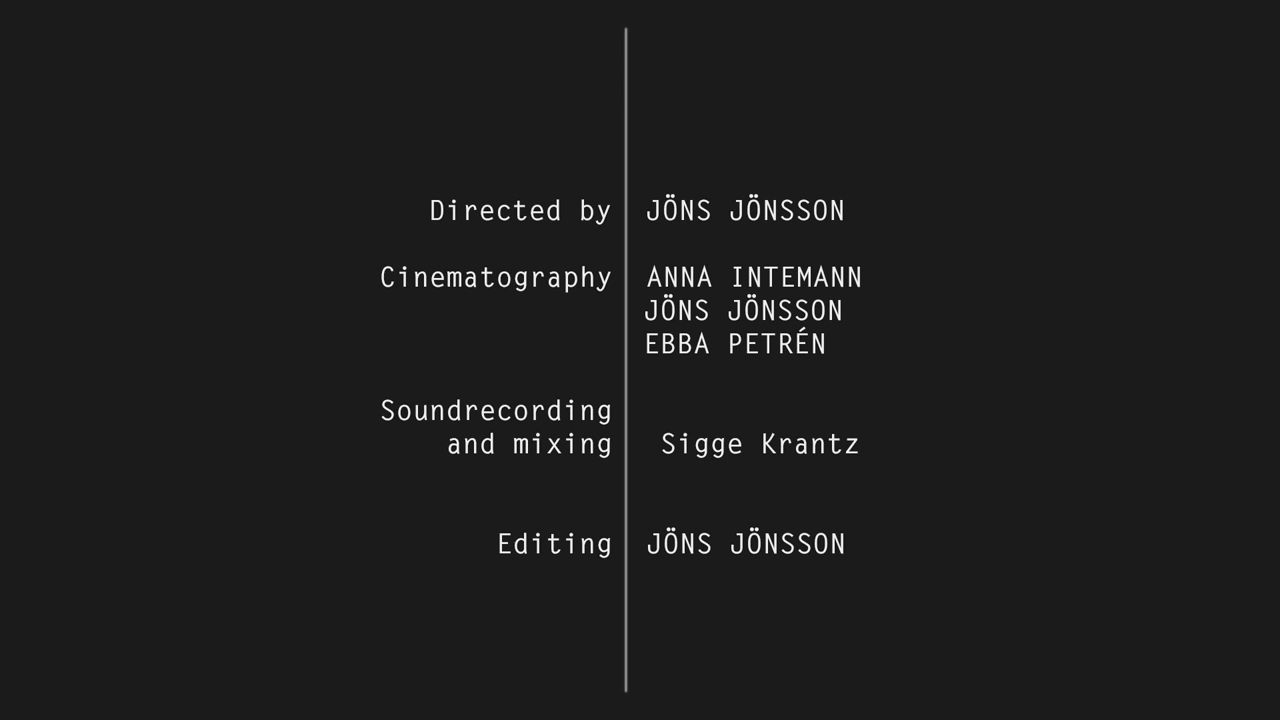 Directed by JÖNS JÖNSSON
Cinematography ANNA INTEMANN
JÖNS JÖNSSON
EBBA PETRÉN
Soundrecording
and mixing Sigge Krantz
Editing JÖNS JÖNSSON